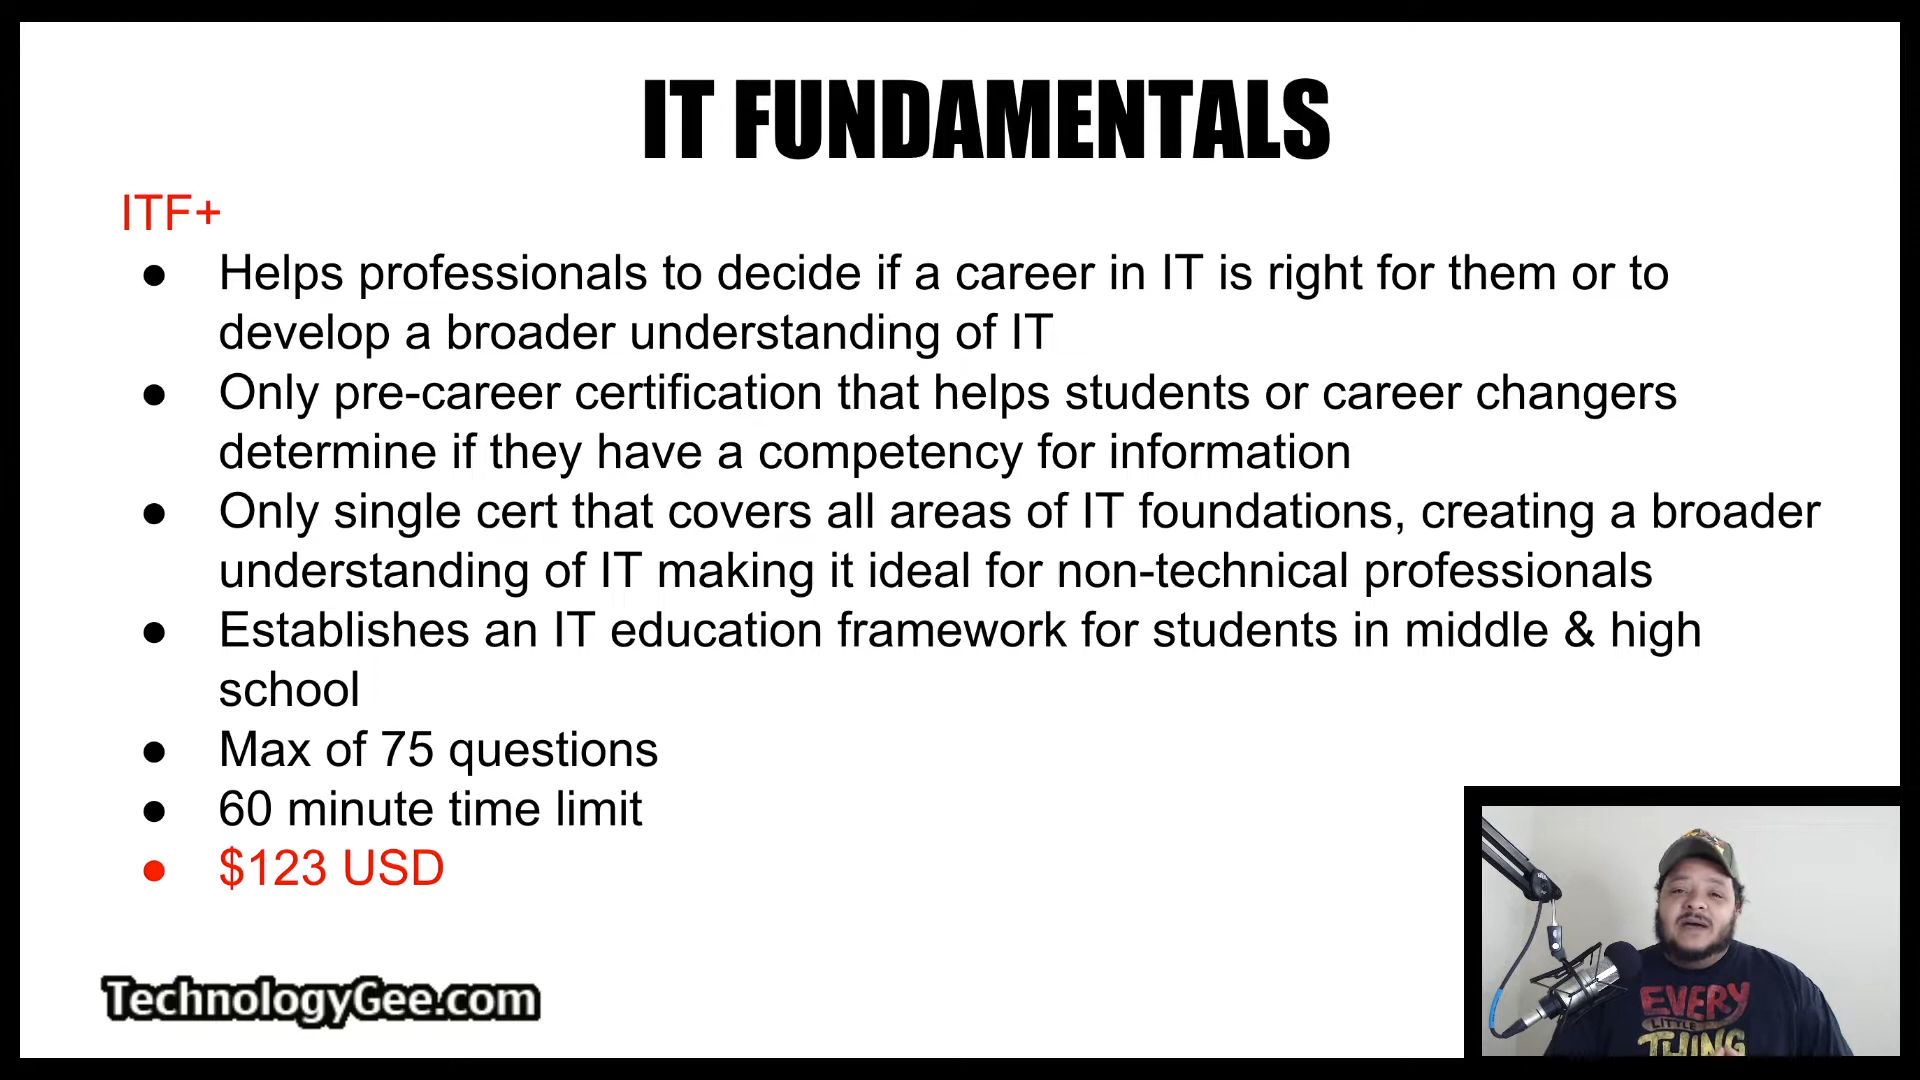 IT FUNDAMENTALS
ITF+
● Helps professionals to decide if a career in IT is right for them or to
develop a broader understanding of IT
● Only pre-career certification that helps students or career changers
determine if they have a competency for information
● Only single cert that covers all areas of IT foundations, creating a broader
understanding of IT making it ideal for non-technical professionals
● Establishes an IT education framework for students in middle & high
school
● Max of 75 questions
● 60 minute time limit
● $123 USD
TechnologyGee.com
EVERY
LITTLE
THING